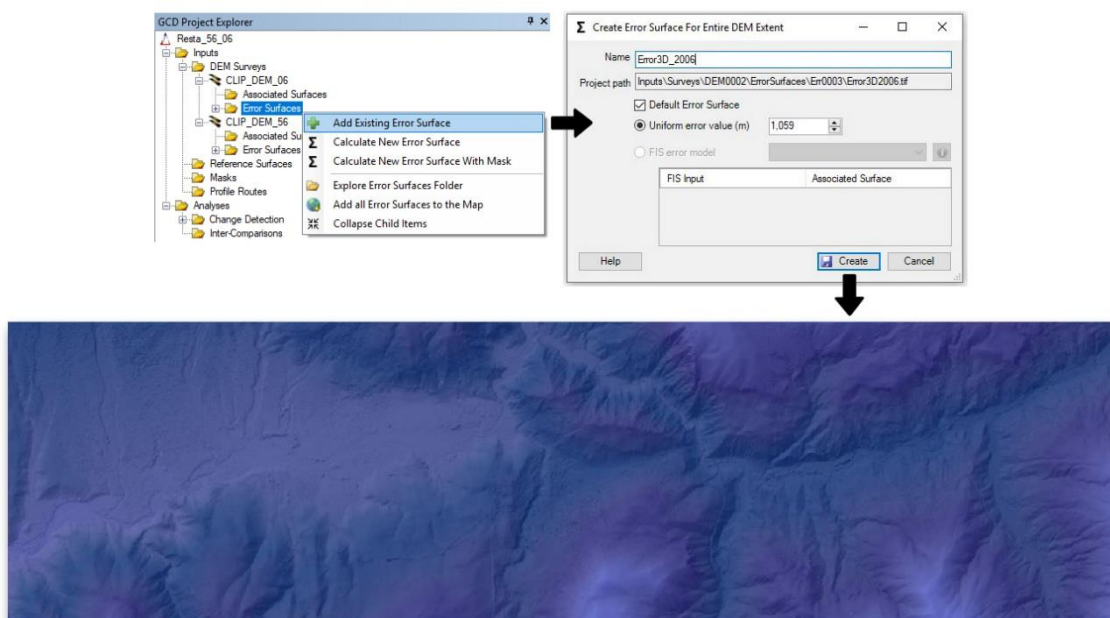 GCD Project Explorer
Resta_56_06
Inputs
DEM Surveys
CLIP_DEM_06
Associated Surfaces
Error Surfaces
CLIP_DEM_56
Associated Su
Error Surfaces
Reference Surfaces
Masks
Profile Routes
Analyses
Change Detection
Inter-Comparisons
Add Existing Error Surface
Σ Calculate New Error Surface
Σ Calculate New Error Surface With Mask
Explore Error Surfaces Folder
Add all Error Surfaces to the Map
Collapse Child Items
Σ Create Error Surface For Entire DEM Extent
Name Error3D_2006
Project path Inputs\Surveys\DEM0002\ErrorSurfaces\Err0003\Error3D2006.tif
Default Error Surface
Uniform error value (m) 1,059
FIS error model
FIS Input Associated Surface
Help Create Cancel